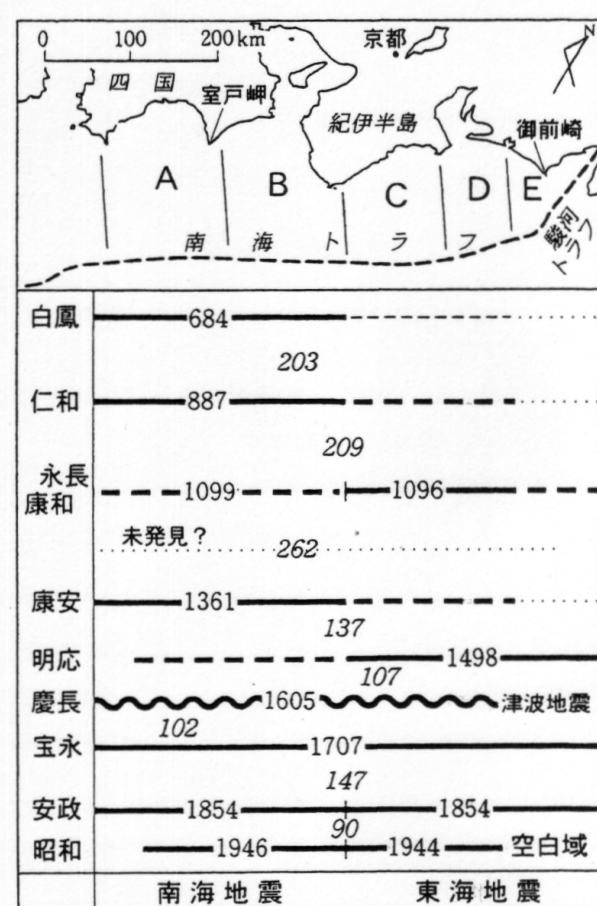 0 100 200km
京都
N
四国
室戸岬
紀伊半島
御前崎
A B C D E
南海トラフ
駿河トラフ
白鳳 684
203
仁和 887
209
永長
康和 1099 1096
未発見？ 262
康安 1361
137
明応 1498
107
慶長 1605 津波地震
102
宝永 1707
147
安政 1854 1854
90
昭和 1946 1944 空白域
南海地震 東海地震